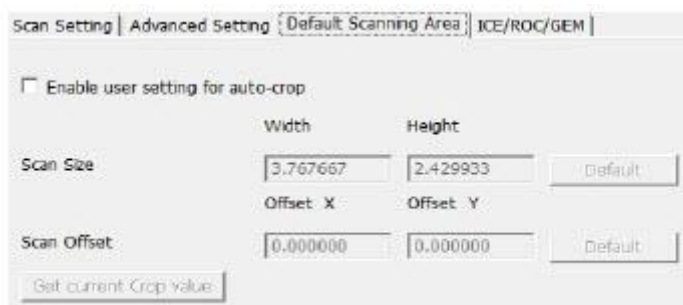 Scan Setting | Advanced Setting | Default Scanning Area | ICE/ROC/GEM |
Enable user setting for auto-crop
Width Height
Scan Size 3.767667 2.429933 Default
Offset X Offset Y
Scan Offset 0.000000 0.000000 Default
Get current Crop value